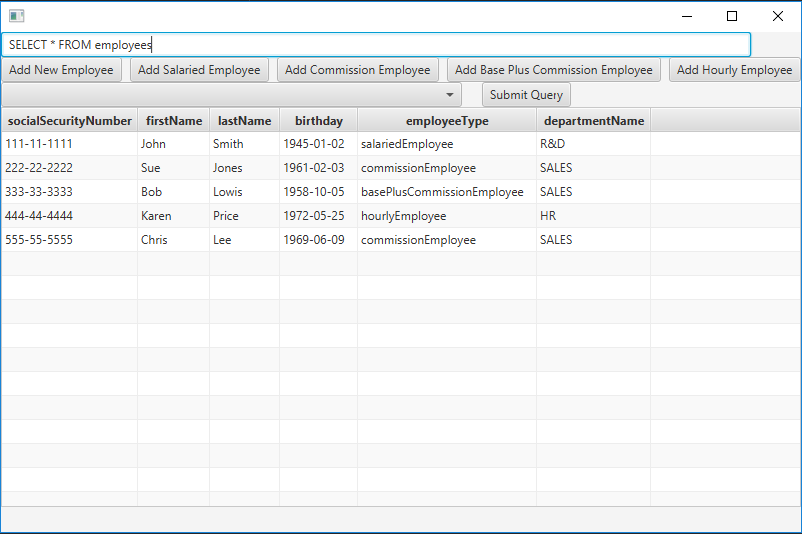 SELECT * FROM employees
Add New Employee Add Salaried Employee Add Commission Employee Add Base Plus Commission Employee Add Hourly Employee
Submit Query
socialSecurityNumber firstName lastName birthday employeeType departmentName
111-11-1111 John Smith 1945-01-02 salariedEmployee R&D
222-22-2222 Sue Jones 1961-02-03 commissionEmployee SALES
333-33-3333 Bob Lowis 1958-10-05 basePlusCommissionEmployee SALES
444-44-4444 Karen Price 1972-05-25 hourlyEmployee HR
555-55-5555 Chris Lee 1969-06-09 commissionEmployee SALES